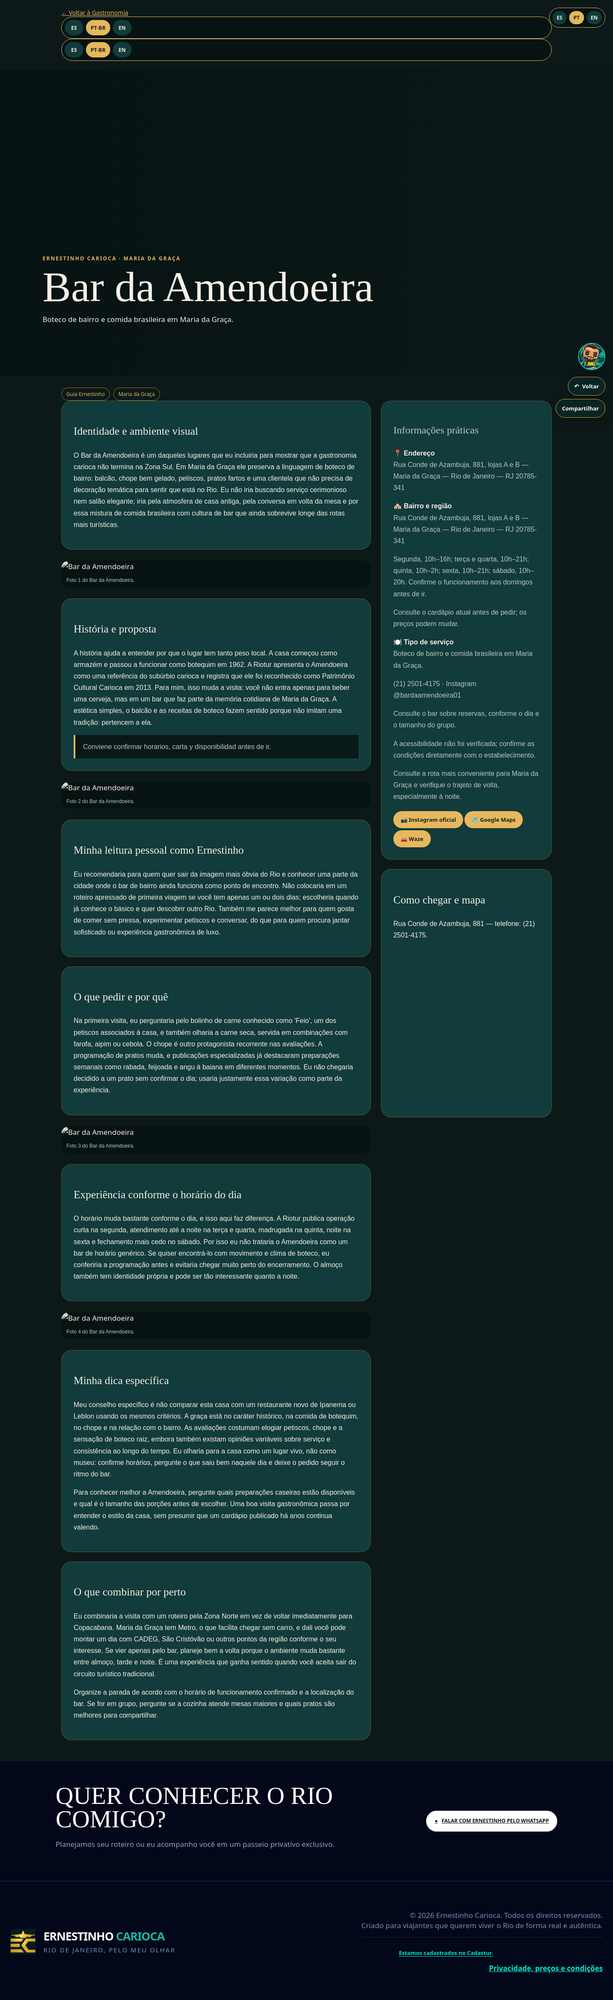 ← Voltar à Gastronomia
ES PT EN
ES PT-BR EN
ES PT-BR EN
ERNESTINHO CARIOCA · MARIA DA GRAÇA
Bar da Amendoeira
Boteco de bairro e comida brasileira em Maria da Graça.
↶ Voltar
Compartilhar
Guia Ernestinho Maria da Graça
Identidade e ambiente visual
O Bar da Amendoeira é um daqueles lugares que eu incluiria para mostrar que a gastronomia
carioca não termina na Zona Sul. Em Maria da Graça ele preserva a linguagem de boteco de
bairro: balcão, chope bem gelado, petiscos, pratos fartos e uma clientela que não precisa de
decoração temática para sentir que está no Rio. Eu não iria buscando serviço cerimonioso
nem salão elegante; iria pela atmosfera de casa antiga, pela conversa em volta da mesa e por
essa mistura de comida brasileira com cultura de bar que ainda sobrevive longe das rotas
mais turísticas.
Bar da Amendoeira
Foto 1 do Bar da Amendoeira.
História e proposta
A história ajuda a entender por que o lugar tem tanto peso local. A casa começou como
armazém e passou a funcionar como botequim em 1962. A Riotur apresenta o Amendoeira
como uma referência do subúrbio carioca e registra que ele foi reconhecido como Patrimônio
Cultural Carioca em 2013. Para mim, isso muda a visita: você não entra apenas para beber
uma cerveja, mas em um bar que faz parte da memória cotidiana de Maria da Graça. A
estética simples, o balcão e as receitas de boteco fazem sentido porque não imitam uma
tradição: pertencem a ela.
Conviene confirmar horarios, carta y disponibilidad antes de ir.
Bar da Amendoeira
Foto 2 do Bar da Amendoeira.
Minha leitura pessoal como Ernestinho
Eu recomendaria para quem quer sair da imagem mais óbvia do Rio e conhecer uma parte da
cidade onde o bar de bairro ainda funciona como ponto de encontro. Não colocaria em um
roteiro apressado de primeira viagem se você tem apenas um ou dois dias; escolheria quando
já conhece o básico e quer descobrir outro Rio. Também me parece melhor para quem gosta
de comer sem pressa, experimentar petiscos e conversar, do que para quem procura jantar
sofisticado ou experiência gastronômica de luxo.
O que pedir e por quê
Na primeira visita, eu perguntaria pelo bolinho de carne conhecido como 'Feio', um dos
petiscos associados à casa, e também olharia a carne seca, servida em combinações com
farofa, aipim ou cebola. O chope é outro protagonista recorrente nas avaliações. A
programação de pratos muda, e publicações especializadas já destacaram preparações
semanais como rabada, feijoada e angu à baiana em diferentes momentos. Eu não chegaria
decidido a um prato sem confirmar o dia, usaria justamente essa variação como parte da
experiência.
Bar da Amendoeira
Foto 3 do Bar da Amendoeira.
Experiência conforme o horário do dia
O horário muda bastante conforme o dia, e isso aqui faz diferença. A Riotur publica operação
curta na segunda, atendimento até a noite na terça e quarta, madrugada na quinta, noite na
sexta e fechamento mais cedo no sábado. Por isso eu não trataria o Amendoeira como um
bar de horário genérico. Se quiser encontrá-lo com movimento e clima de boteco, eu
conferiria a programação antes e evitaria chegar muito perto do encerramento. O almoço
também tem identidade própria e pode ser tão interessante quanto a noite.
Bar da Amendoeira
Foto 4 do Bar da Amendoeira.
Minha dica específica
Meu conselho específico é não comparar esta casa com um restaurante novo de Ipanema ou
Leblon usando os mesmos critérios. A graça está no caráter histórico, na comida de botequim,
no chope e na relação com o bairro. As avaliações costumam elogiar petiscos, chope e a
sensação de boteco raiz, embora também existam opiniões variáveis sobre serviço e
consistência ao longo do tempo. Eu olharia para a casa como um lugar vivo, não como
museu: confirme horários, pergunte o que saiu bem naquele dia e deixe o pedido seguir o
ritmo do bar.
Para conhecer melhor a Amendoeira, pergunte quais preparações caseiras estão disponíveis
e qual é o tamanho das porções antes de escolher. Uma boa visita gastronômica passa por
entender o estilo da casa, sem presumir que um cardápio publicado há anos continua
valendo.
O que combinar por perto
Eu combinaria a visita com um roteiro pela Zona Norte em vez de voltar imediatamente para
Copacabana. Maria da Graça tem Metro, o que facilita chegar sem carro, e dali você pode
montar um dia com CADEG, São Cristóvão ou outros pontos da região conforme o seu
interesse. Se vier apenas pelo bar, planeje bem a volta porque o ambiente muda bastante
entre almoço, tarde e noite. É uma experiência que ganha sentido quando você aceita sair do
circuito turístico tradicional.
Organize a parada de acordo com o horário de funcionamento confirmado e a localização do
bar. Se for em grupo, pergunte se a cozinha atende mesas maiores e quais pratos são
melhores para compartilhar.
Informações práticas
📍 Endereço
Rua Conde de Azambuja, 881, lojas A e B —
Maria da Graça — Rio de Janeiro — RJ 20785-
341
🏘️ Bairro e região
Rua Conde de Azambuja, 881, lojas A e B —
Maria da Graça — Rio de Janeiro — RJ 20785-
341
Segunda, 10h–16h; terça e quarta, 10h–21h;
quinta, 10h–2h; sexta, 10h–21h; sábado, 10h–
20h. Confirme o funcionamento aos domingos
antes de ir.
Consulte o cardápio atual antes de pedir; os
preços podem mudar.
🍽️ Tipo de serviço
Boteco de bairro e comida brasileira em Maria
da Graça.
(21) 2501-4175 · Instagram
@bardaamendoeira01
Consulte o bar sobre reservas, conforme o dia e
o tamanho do grupo.
A acessibilidade não foi verificada; confirme as
condições diretamente com o estabelecimento.
Consulte a rota mais conveniente para Maria da
Graça e verifique o trajeto de volta,
especialmente à noite.
📷 Instagram oficial 🗺️ Google Maps
🚗 Waze
Como chegar e mapa
Rua Conde de Azambuja, 881 — telefone: (21)
2501-4175.
QUER CONHECER O RIO
COMIGO?
Planejamos seu roteiro ou eu acompanho você em um passeio privativo exclusivo.
FALAR COM ERNESTINHO PELO WHATSAPP
ERNESTINHO CARIOCA
RIO DE JANEIRO, PELO MEU OLHAR
© 2026 Ernestinho Carioca. Todos os direitos reservados.
Criado para viajantes que querem viver o Rio de forma real e autêntica.
Estamos cadastrados no Cadastur.
Privacidade, preços e condições